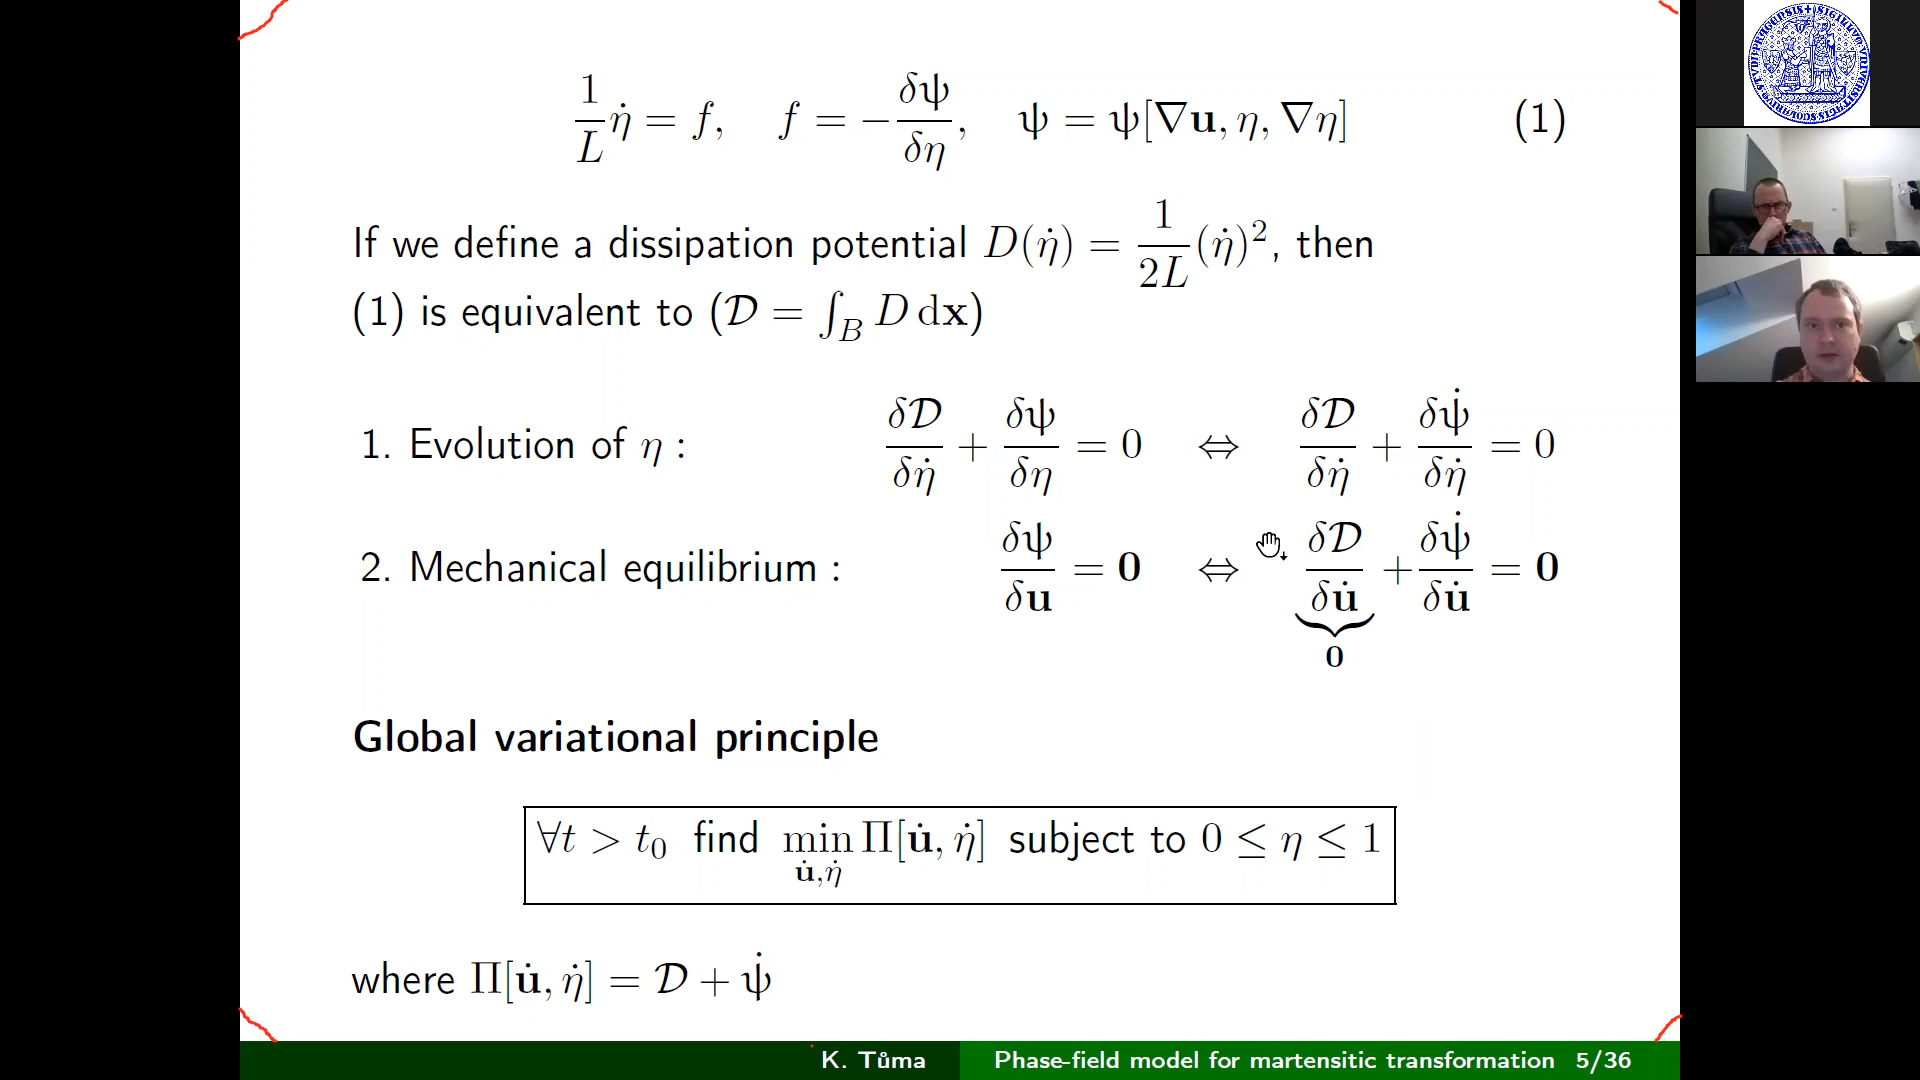 1/L η̇ = f, f = −δψ/δη, ψ = ψ[∇u, η, ∇η] (1)
If we define a dissipation potential D(η̇) = 1/2L (η̇)², then
(1) is equivalent to (𝒟 = ∫_B D dx)
1. Evolution of η : δ𝒟/δη̇ + δψ/δη = 0 ⇔ δ𝒟/δη̇ + δψ̇/δη̇ = 0
2. Mechanical equilibrium : δψ/δu = 0 ⇔ δ𝒟/δu̇ + δψ̇/δu̇ = 0
0
Global variational principle
∀t > t₀ find min Π[u̇, η̇] subject to 0 ≤ η ≤ 1
u̇,η̇
where Π[u̇, η̇] = 𝒟 + ψ̇
K. Tůma Phase-field model for martensitic transformation 5/36